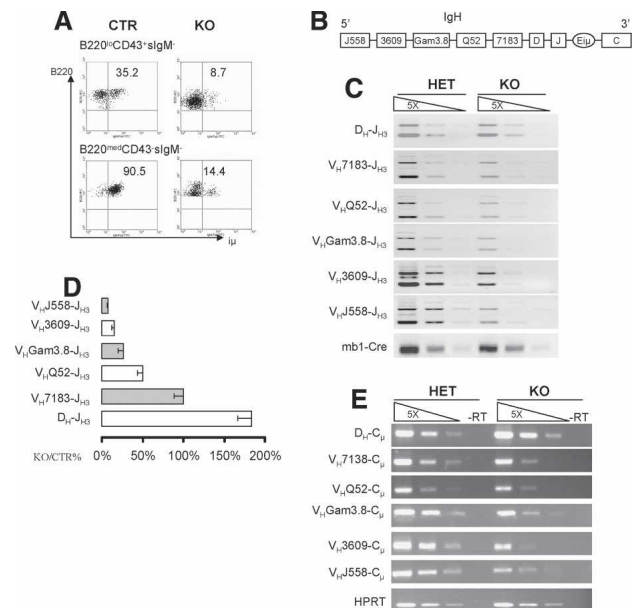 A
CTR KO
B220loCD43+sIgM-
B220
35.2
8.7
B220medCD43-sIgM-
90.5
14.4
iμ
B
IgH
5' 3'
J558 3609 Gam3.8 Q52 7183 D J Eiμ C
C
HET KO
5X 5X
DH-JH3
VH7183-JH3
VHQ52-JH3
VHGam3.8-JH3
VH3609-JH3
VHJ558-JH3
mb1-Cre
D
VHJ558-JH3
VH3609-JH3
VHGam3.8-JH3
VHQ52-JH3
VH7183-JH3
DH-JH3
KO/CTR% 0% 50% 100% 150% 200%
E
HET KO
5X -RT 5X -RT
DH-Cμ
VH7138-Cμ
VHQ52-Cμ
VHGam3.8-Cμ
VH3609-Cμ
VHJ558-Cμ
HPRT